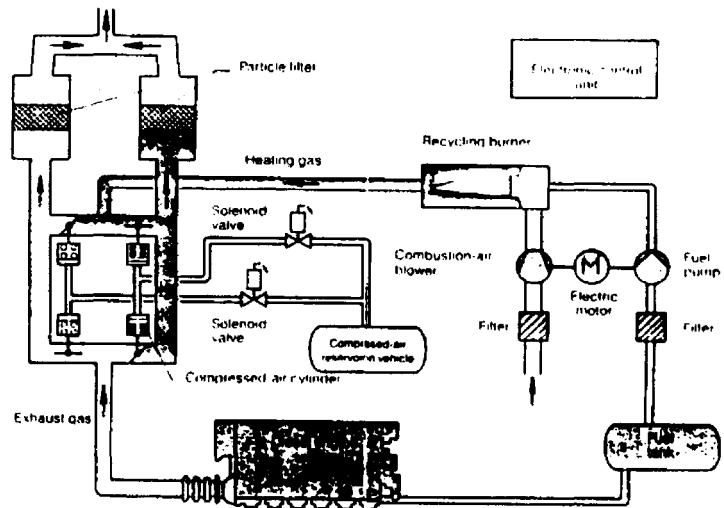 Particle filter
Electronic control
unit
Recycling burner
Heating gas
Solenoid
valve
Combustion-air
blower
M
Fuel
pump
Electric
motor
Solenoid
valve
Filter
Filter
Compressed-air
reservoir in vehicle
Compressed-air cylinder
Exhaust gas
Fuel
tank